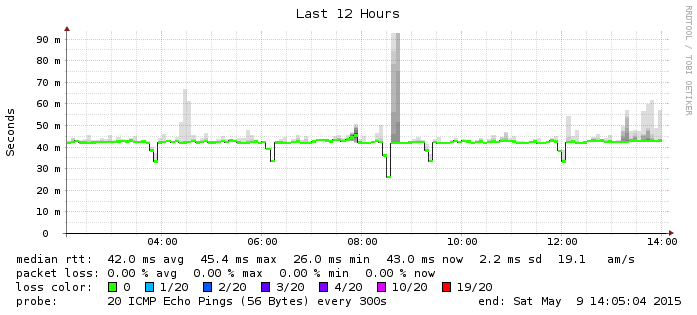 Last 12 Hours
RRDTOOL / TOBI OETIKER
Seconds
90 m
80 m
70 m
60 m
50 m
40 m
30 m
20 m
10 m
0
04:00 06:00 08:00 10:00 12:00 14:00
median rtt: 42.0 ms avg 45.4 ms max 26.0 ms min 43.0 ms now 2.2 ms sd 19.1 am/s
packet loss: 0.00 % avg 0.00 % max 0.00 % min 0.00 % now
loss color: 0 1/20 2/20 3/20 4/20 10/20 19/20
probe: 20 ICMP Echo Pings (56 Bytes) every 300s end: Sat May 9 14:05:04 2015